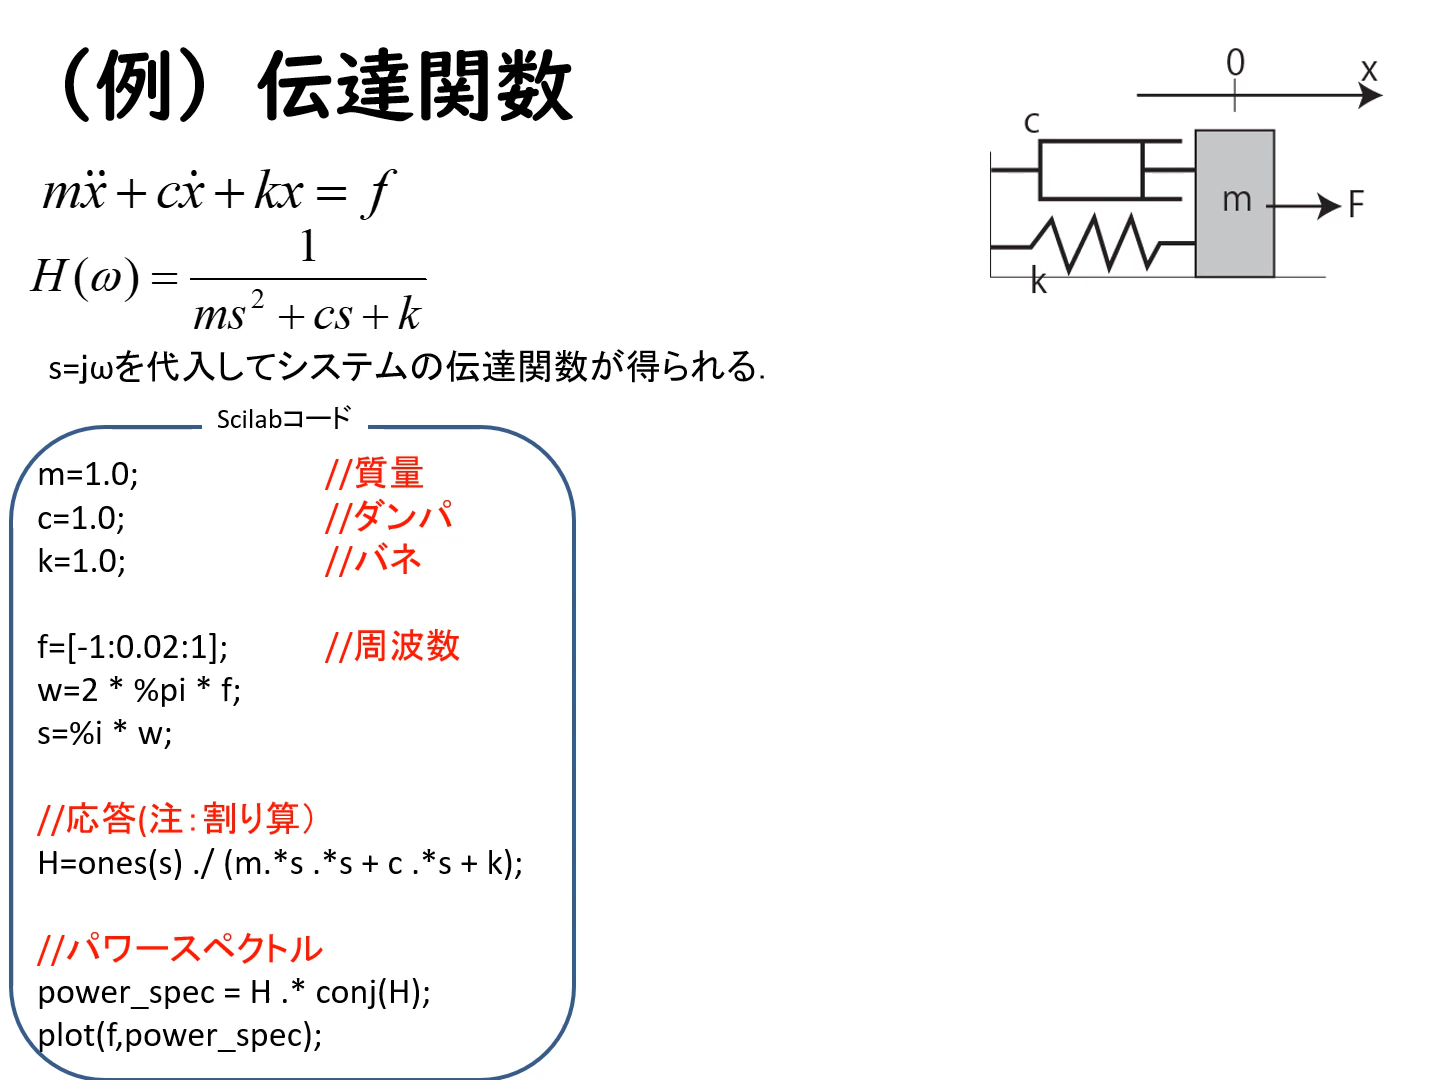 （例）伝達関数
mẍ + cẋ + kx = f
H(ω) = 1 / (ms² + cs + k)
s=jωを代入してシステムの伝達関数が得られる.
0
x
c
m
F
k
Scilabコード
m=1.0; //質量
c=1.0; //ダンパ
k=1.0; //バネ
f=[-1:0.02:1]; //周波数
w=2 * %pi * f;
s=%i * w;
//応答(注：割り算）
H=ones(s) ./ (m.*s .*s + c .*s + k);
//パワースペクトル
power_spec = H .* conj(H);
plot(f,power_spec);